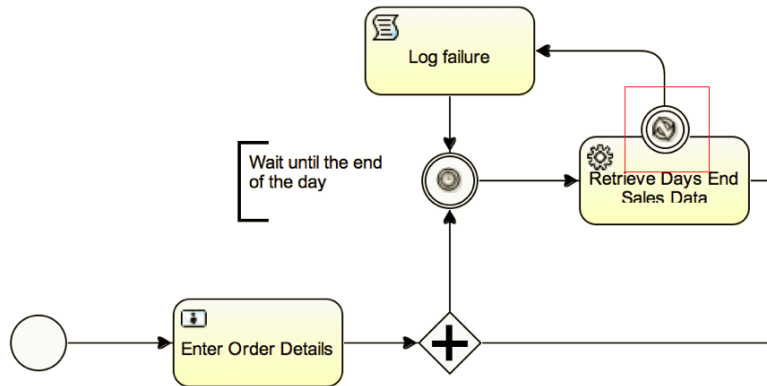 Log failure
Wait until the end
of the day
Retrieve Days End
Sales Data
Enter Order Details